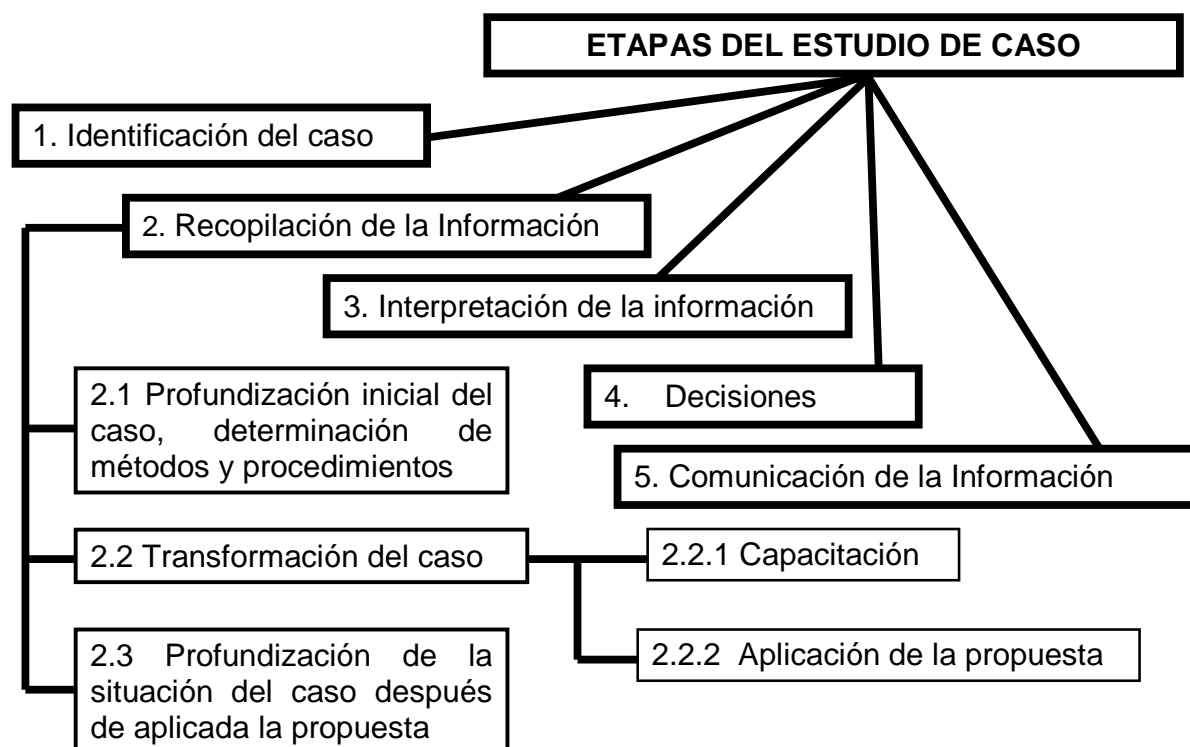 ETAPAS DEL ESTUDIO DE CASO
1. Identificación del caso
2. Recopilación de la Información
3. Interpretación de la información
4. Decisiones
5. Comunicación de la Información
2.1 Profundización inicial del
caso, determinación de
métodos y procedimientos
2.2 Transformación del caso
2.2.1 Capacitación
2.2.2 Aplicación de la propuesta
2.3 Profundización de la
situación del caso después
de aplicada la propuesta